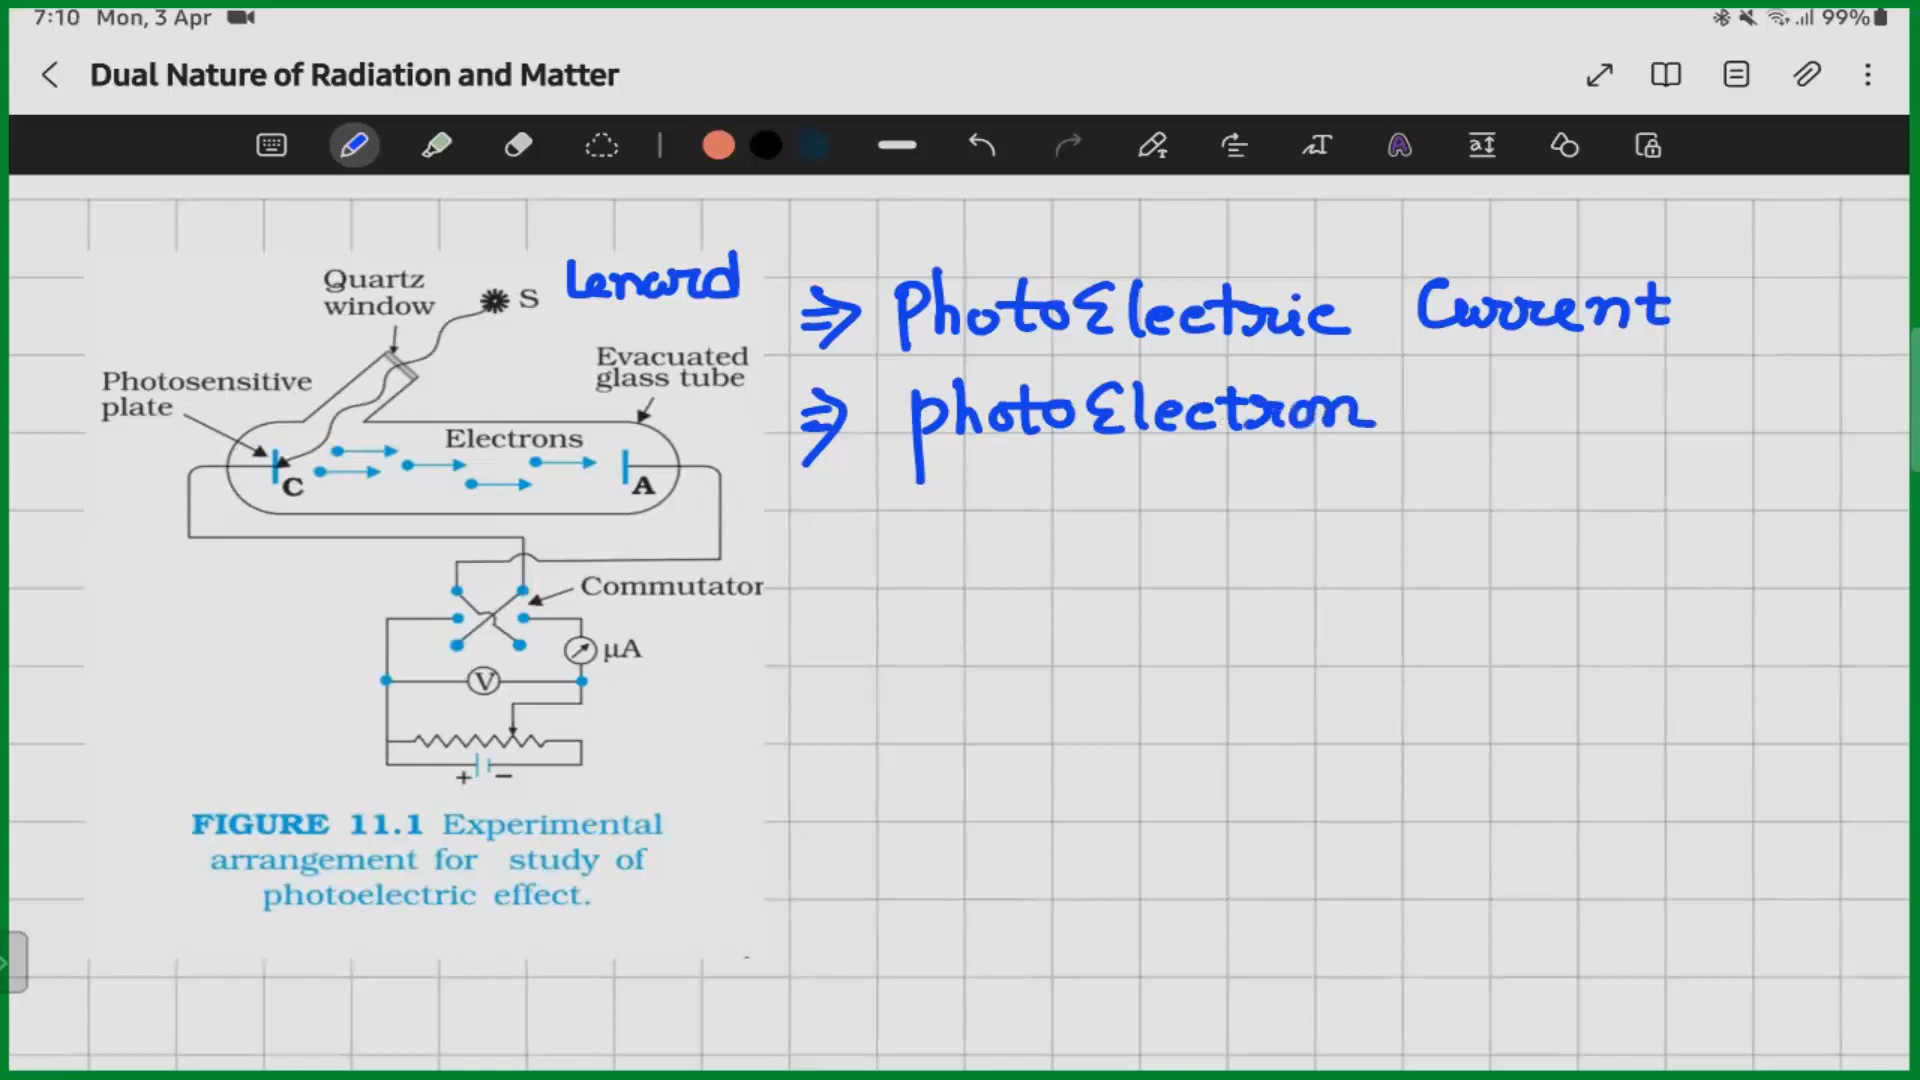 7:10 Mon, 3 Apr 99%
Dual Nature of Radiation and Matter
Quartz
window
S
Lenard
⇒ PhotoElectric Current
Evacuated
glass tube
Photosensitive
plate
⇒ photoElectron
Electrons
C
A
Commutator
µA
V
+ −
FIGURE 11.1 Experimental
arrangement for study of
photoelectric effect.